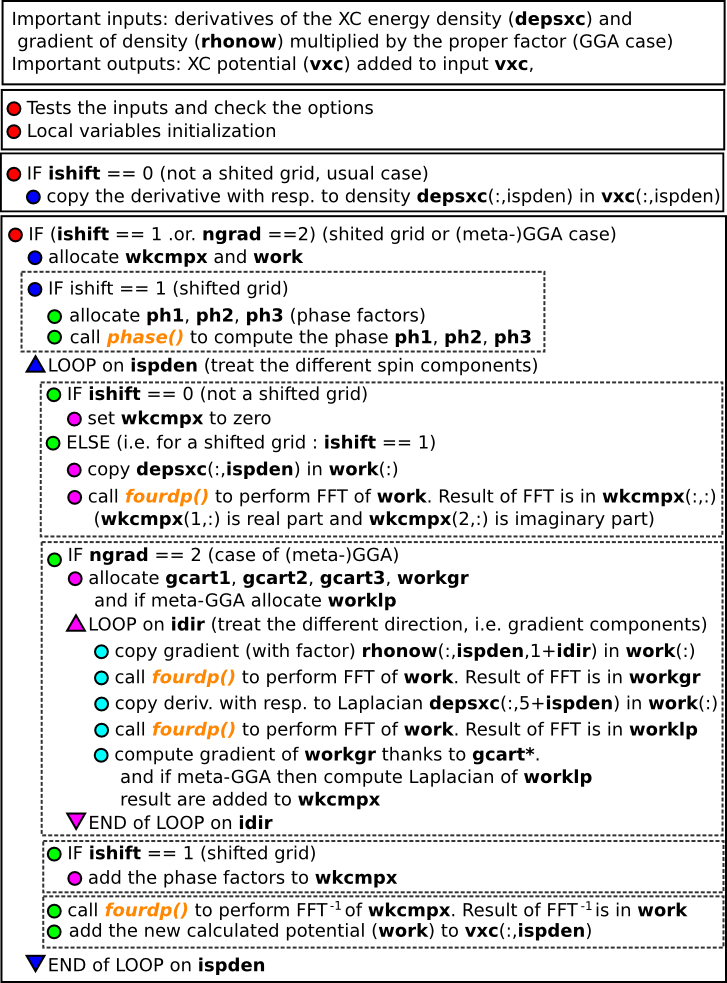 Important inputs: derivatives of the XC energy density (depsxc) and
gradient of density (rhonow) multiplied by the proper factor (GGA case)
Important outputs: XC potential (vxc) added to input vxc,
Tests the inputs and check the options
Local variables initialization
IF ishift == 0 (not a shited grid, usual case)
copy the derivative with resp. to density depsxc(:,ispden) in vxc(:,ispden)
IF (ishift == 1 .or. ngrad ==2) (shited grid or (meta-)GGA case)
allocate wkcmpx and work
IF ishift == 1 (shifted grid)
allocate ph1, ph2, ph3 (phase factors)
call phase() to compute the phase ph1, ph2, ph3
LOOP on ispden (treat the different spin components)
IF ishift == 0 (not a shifted grid)
set wkcmpx to zero
ELSE (i.e. for a shifted grid : ishift == 1)
copy depsxc(:,ispden) in work(:)
call fourdp() to perform FFT of work. Result of FFT is in wkcmpx(:,:)
(wkcmpx(1,:) is real part and wkcmpx(2,:) is imaginary part)
IF ngrad == 2 (case of (meta-)GGA)
allocate gcart1, gcart2, gcart3, workgr
and if meta-GGA allocate worklp
LOOP on idir (treat the different direction, i.e. gradient components)
copy gradient (with factor) rhonow(:,ispden,1+idir) in work(:)
call fourdp() to perform FFT of work. Result of FFT is in workgr
copy deriv. with resp. to Laplacian depsxc(:,5+ispden) in work(:)
call fourdp() to perform FFT of work. Result of FFT is in worklp
compute gradient of workgr thanks to gcart*.
and if meta-GGA then compute Laplacian of worklp
result are added to wkcmpx
END of LOOP on idir
IF ishift == 1 (shifted grid)
add the phase factors to wkcmpx
call fourdp() to perform FFT-1 of wkcmpx. Result of FFT-1 is in work
add the new calculated potential (work) to vxc(:,ispden)
END of LOOP on ispden